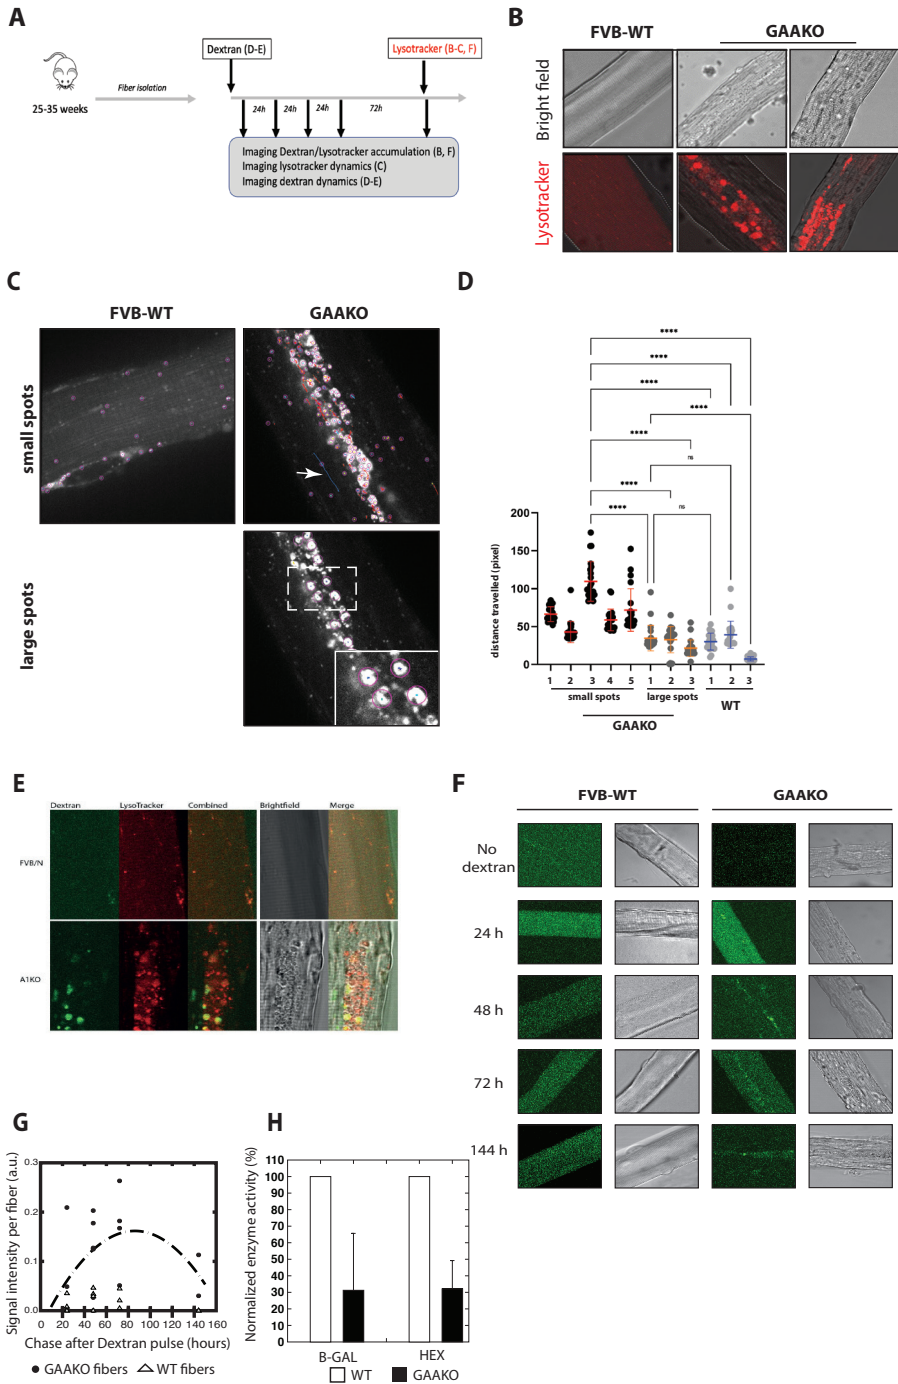 A
Dextran (D-E)
Lysotracker (B-C, F)
Fiber isolation
25-35 weeks
24h 24h 24h 72h
Imaging Dextran/Lysotracker accumulation (B, F)
Imaging lysotracker dynamics (C)
Imaging dextran dynamics (D-E)
B
FVB-WT GAAKO
Bright field
Lysotracker
C
FVB-WT GAAKO
small spots
large spots
D
****
****
****
****
****
ns
****
****
ns
distance travelled (pixel)
200
150
100
50
0
1 2 3 4 5 1 2 3 1 2 3
small spots large spots WT
GAAKO
E
Dextran LysoTracker Combined Brightfield Merge
FVB/N
A1KO
F
FVB-WT GAAKO
No dextran
24 h
48 h
72 h
144 h
G
Signal intensity per fiber (a.u.)
0.3
0.2
0.1
0.0
0 20 40 60 80 100 120 140 160
Chase after Dextran pulse (hours)
● GAAKO fibers △ WT fibers
H
Normalized enzyme activity (%)
110
100
90
80
70
60
50
40
30
20
10
0
B-GAL HEX
WT GAAKO